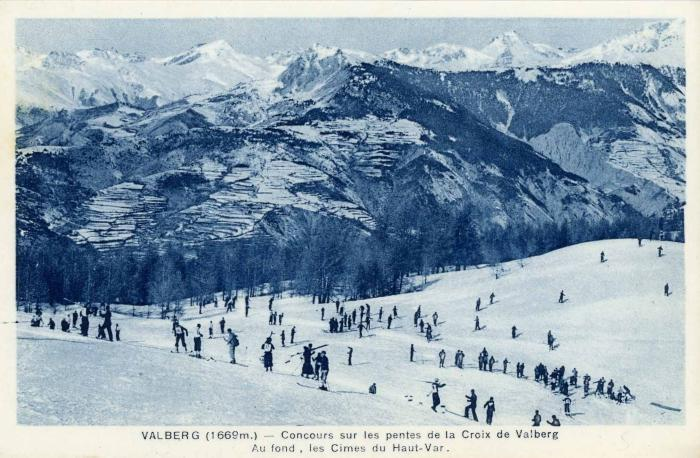 VALBERG (1669m.) — Concours sur les pentes de la Croix de Valberg
Au fond, les Cimes du Haut-Var.